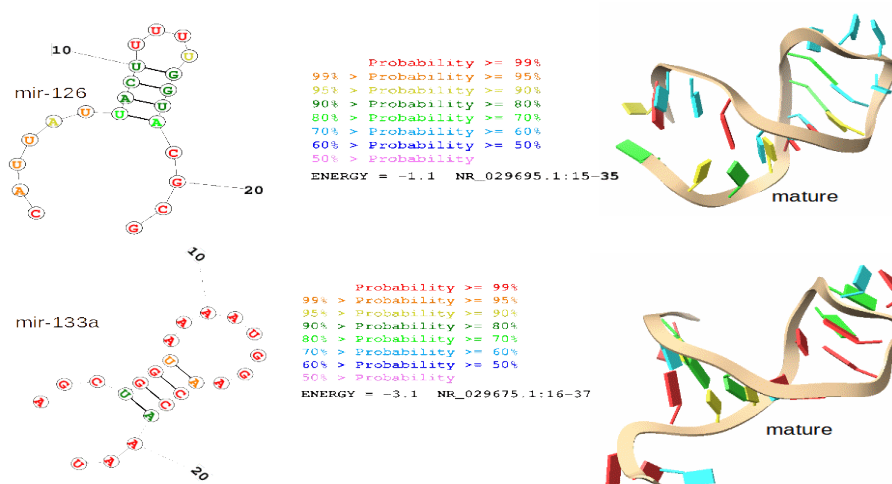 mir-126
10
20
CAUUAUUACUUUUGGUACGCG
Probability >= 99%
99% > Probability >= 95%
95% > Probability >= 90%
90% > Probability >= 80%
80% > Probability >= 70%
70% > Probability >= 60%
60% > Probability >= 50%
50% > Probability
ENERGY = -1.1 NR_029695.1:15-35
mature
mir-133a
10
20
AGCUGGUAAAAUGGAACCAAAU
Probability >= 99%
99% > Probability >= 95%
95% > Probability >= 90%
90% > Probability >= 80%
80% > Probability >= 70%
70% > Probability >= 60%
60% > Probability >= 50%
50% > Probability
ENERGY = -3.1 NR_029675.1:16-37
mature